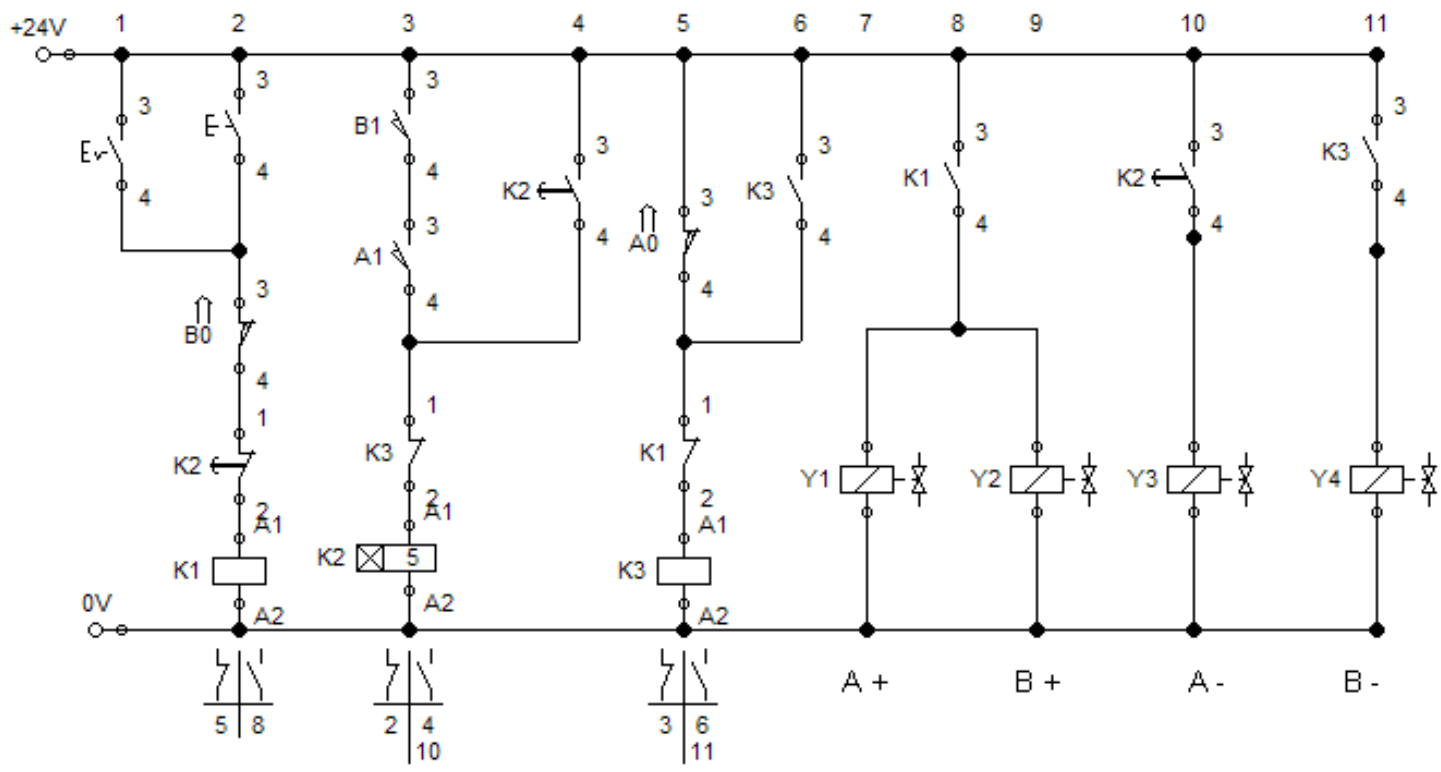 +24V 1 2 3 4 5 6 7 8 9 10 11
3 3 3 3
B1 3 3 3 3 K3
4 4 4 K2 K1 K2
3 3 K3
A1 A0 4
4 4 4 4
3 4 4
B0
4
1 1 1
K2 K3 K1
Y1 Y2 Y3 Y4
2 2 2
A1 A1 A1
K1 K2 5 K3
0V A2 A2 A2
A + B + A - B -
5 8 2 4 3 6
10 11